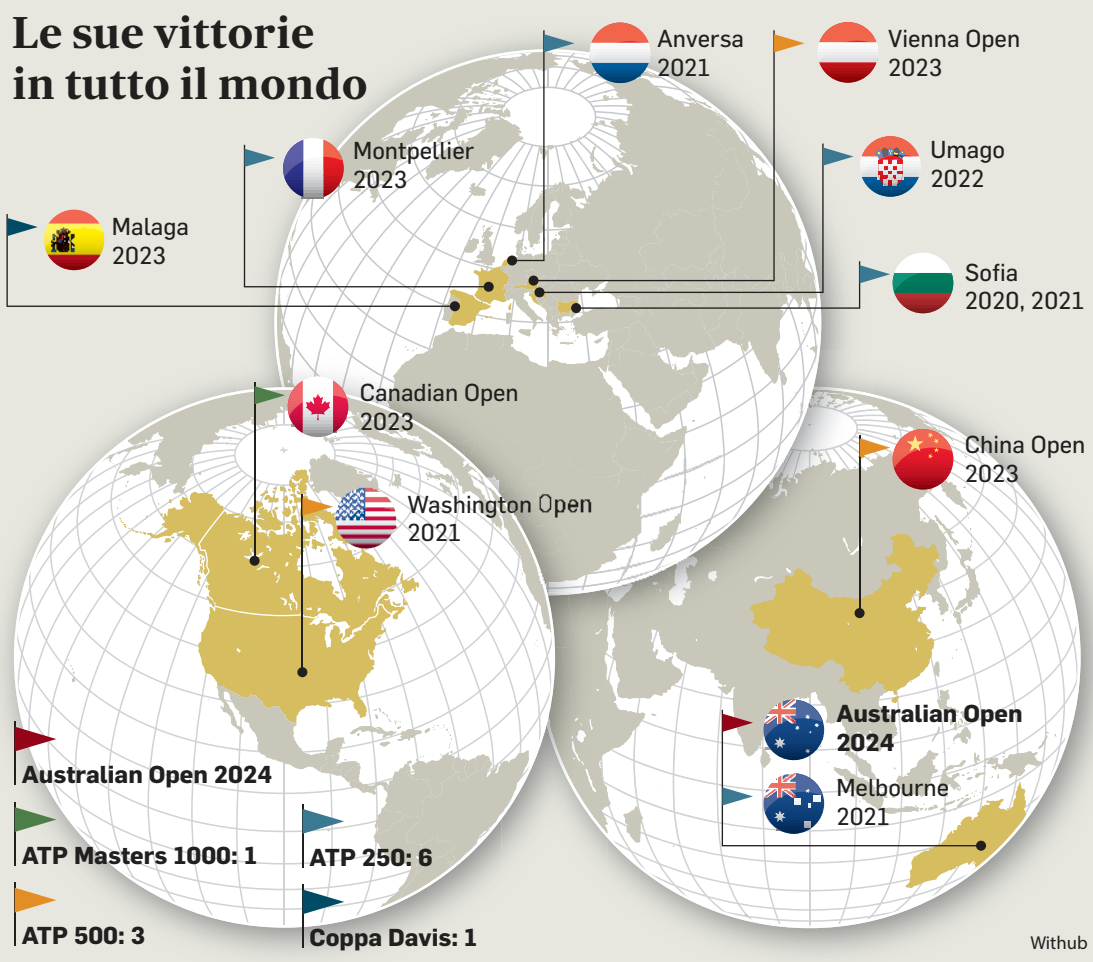 Le sue vittorie
in tutto il mondo
Anversa
2021
Vienna Open
2023
Montpellier
2023
Umago
2022
Malaga
2023
Sofia
2020, 2021
Canadian Open
2023
China Open
2023
Washington Open
2021
Australian Open
2024
Melbourne
2021
Australian Open 2024
ATP Masters 1000: 1
ATP 250: 6
ATP 500: 3
Coppa Davis: 1
Withub